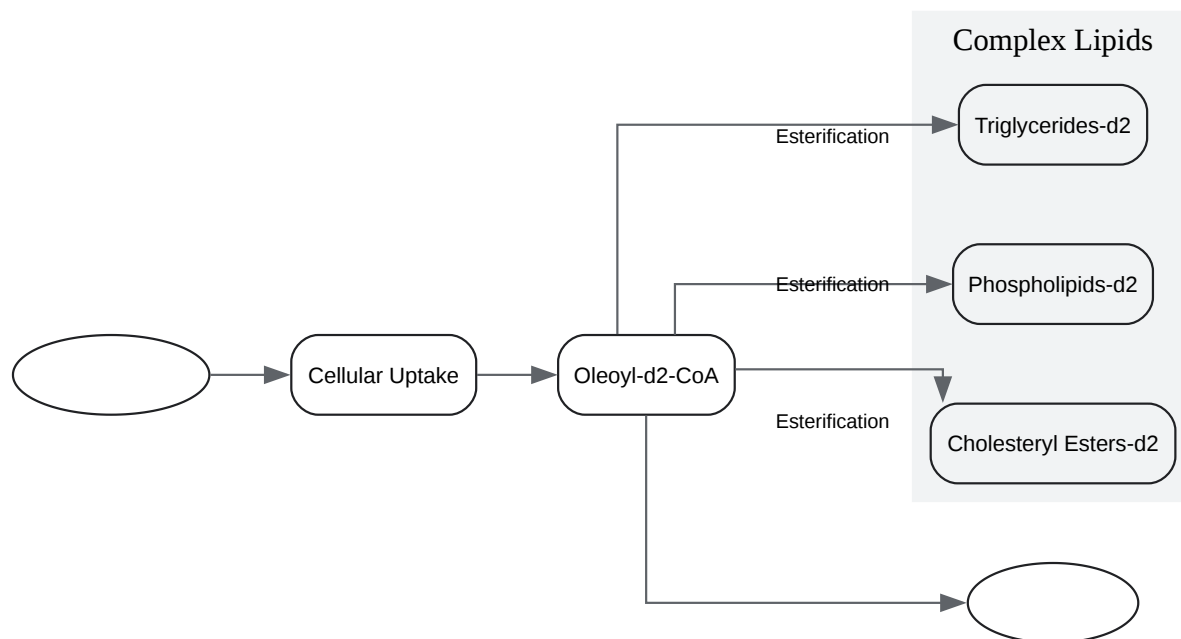 Complex Lipids
Esterification
Triglycerides-d2
Esterification
Phospholipids-d2
Cellular Uptake
Oleoyl-d2-CoA
Esterification
Cholesteryl Esters-d2